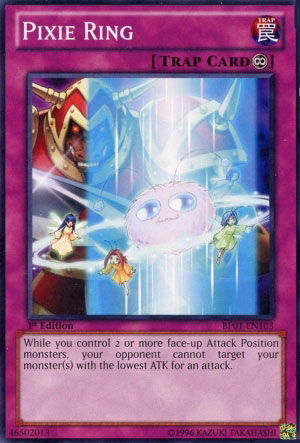 PIXIE RING
TRAP
罠
[TRAP CARD]
1st Edition
BP01-EN103
While you control 2 or more face-up Attack Position
monsters, your opponent cannot target your
monster(s) with the lowest ATK for an attack.
46502013
©1996 KAZUKI TAKAHASHI